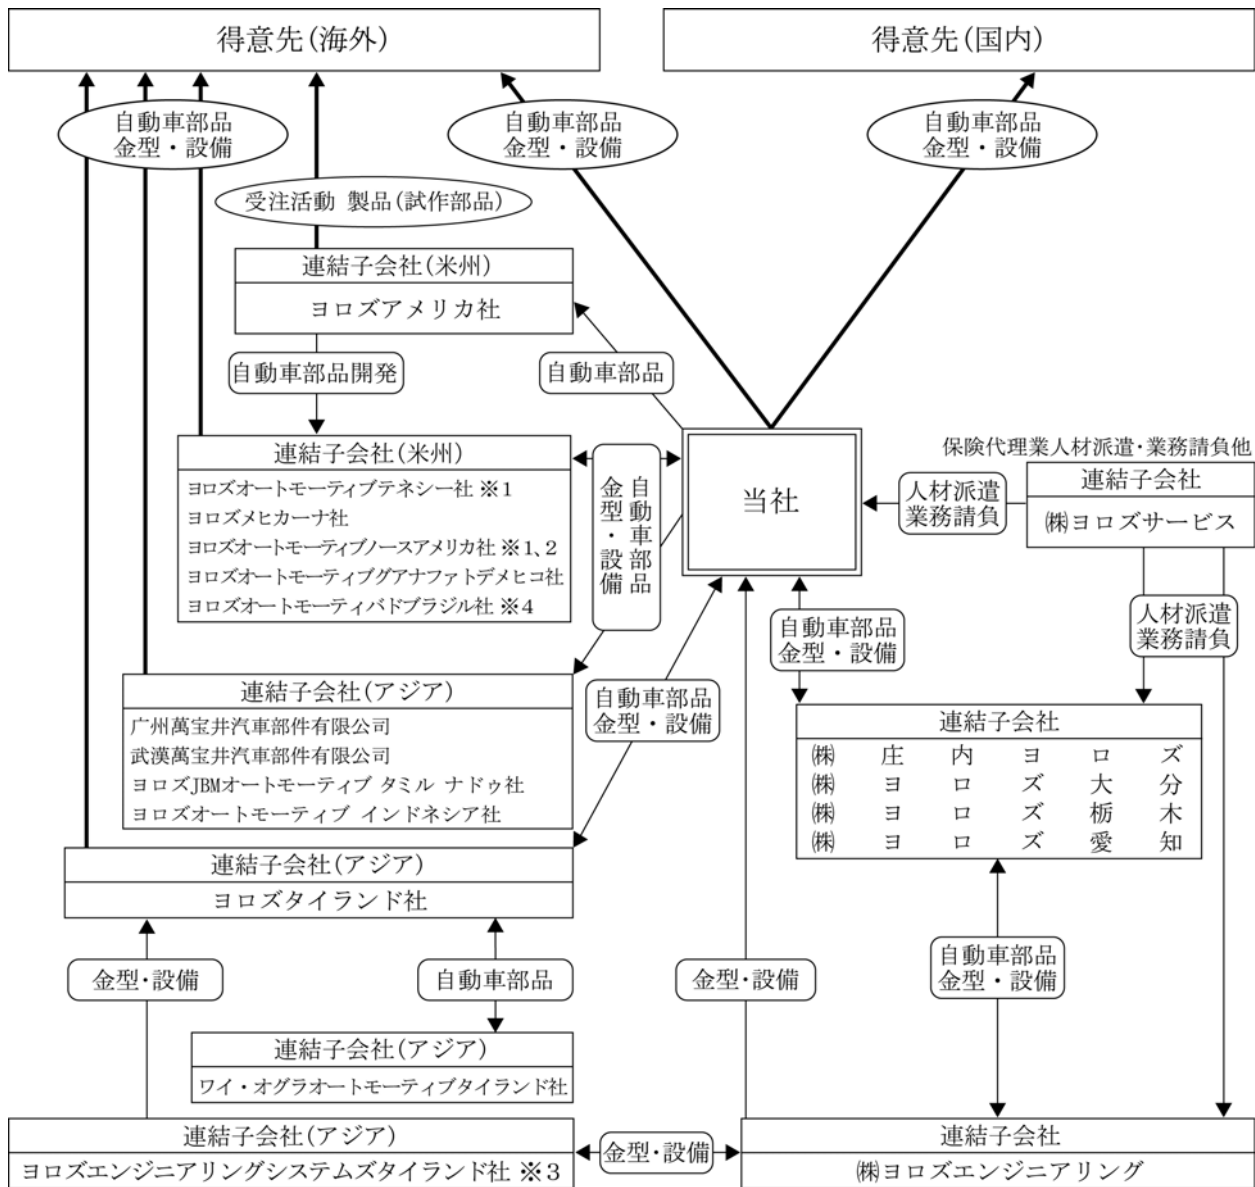 得意先(海外)
得意先(国内)
自動車部品
金型・設備
自動車部品
金型・設備
自動車部品
金型・設備
受注活動 製品(試作部品)
連結子会社(米州)
ヨロズアメリカ社
自動車部品開発
自動車部品
連結子会社(米州)
ヨロズオートモーティブテネシー社 ※1
ヨロズメヒカーナ社
ヨロズオートモーティブノースアメリカ社 ※1、2
ヨロズオートモーティブグアナファトデメヒコ社
ヨロズオートモーティバドブラジル社 ※4
自動車部品
金型・設備
当社
保険代理業人材派遣・業務請負他
連結子会社
㈱ヨロズサービス
人材派遣
業務請負
人材派遣
業務請負
自動車部品
金型・設備
連結子会社(アジア)
广州萬宝井汽車部件有限公司
武漢萬宝井汽車部件有限公司
ヨロズJBMオートモーティブ タミル ナドゥ社
ヨロズオートモーティブ インドネシア社
自動車部品
金型・設備
連結子会社
㈱庄内ヨロズ
㈱ヨロズ大分
㈱ヨロズ栃木
㈱ヨロズ愛知
連結子会社(アジア)
ヨロズタイランド社
金型・設備
自動車部品
金型・設備
自動車部品
金型・設備
連結子会社(アジア)
ワイ・オグラオートモーティブタイランド社
連結子会社(アジア)
ヨロズエンジニアリングシステムズタイランド社 ※3
金型・設備
連結子会社
㈱ヨロズエンジニアリング